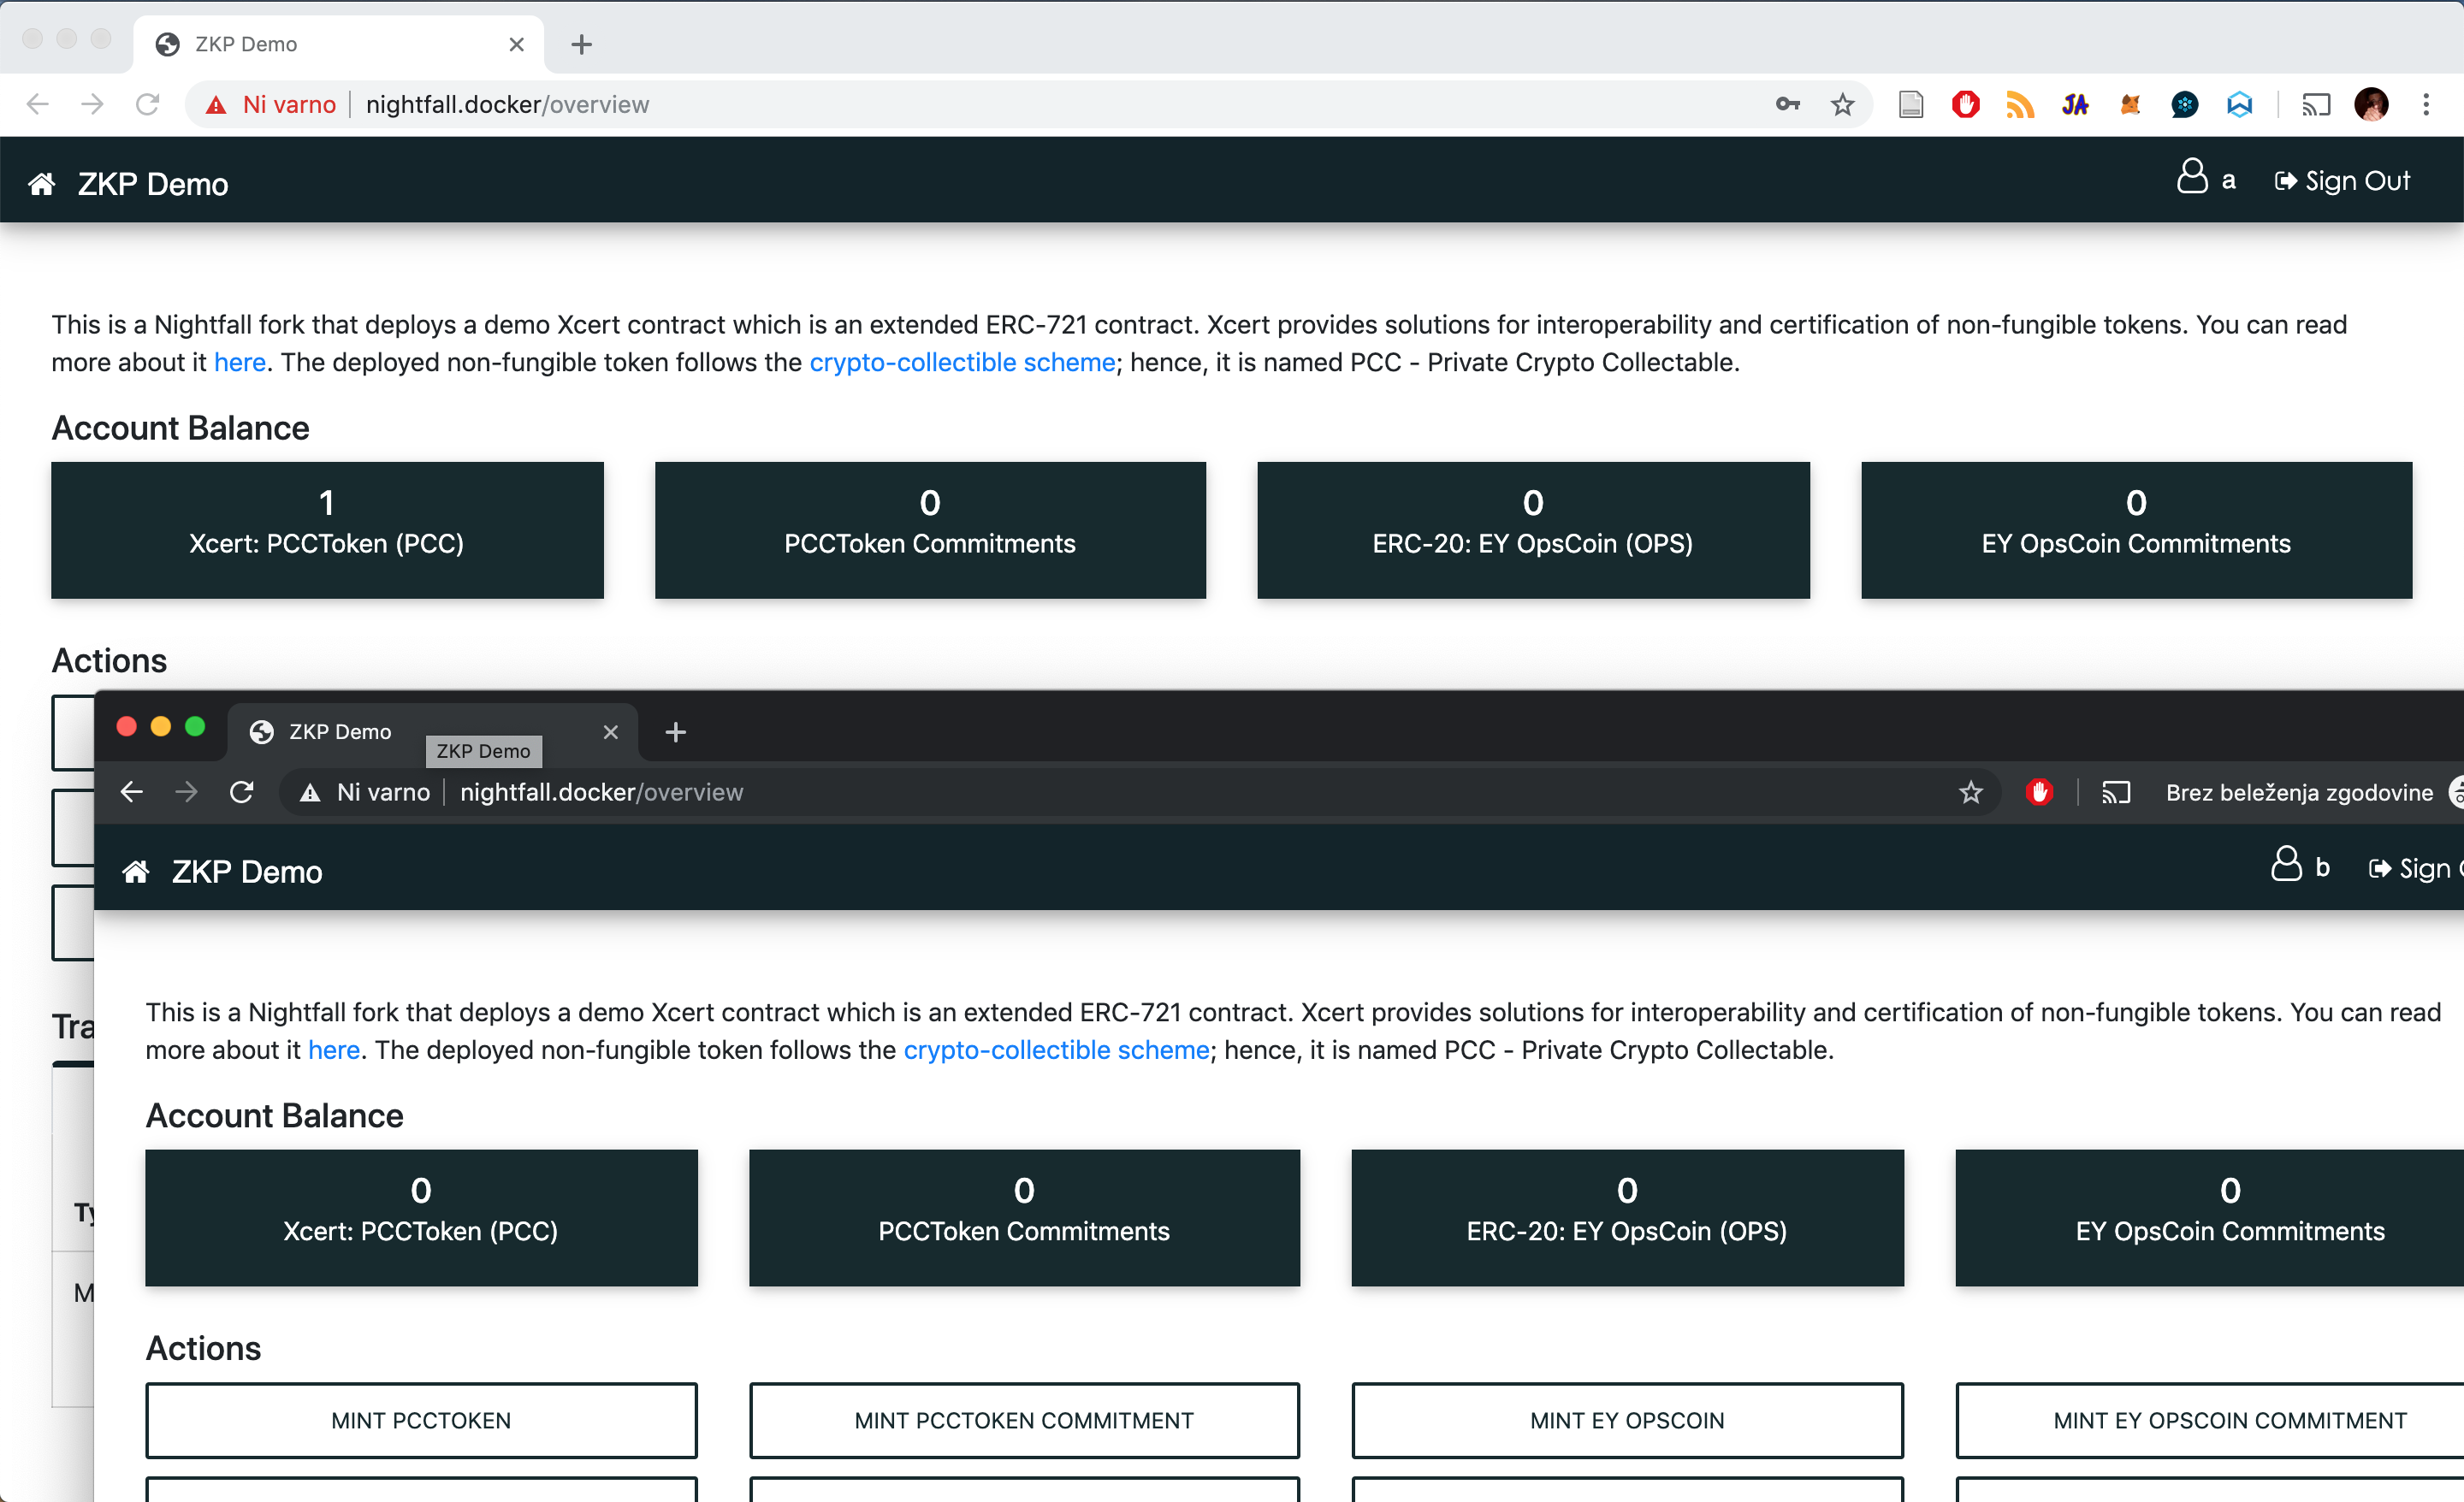 ZKP Demo
Ni varno nightfall.docker/overview
JA
ZKP Demo
a Sign Out
This is a Nightfall fork that deploys a demo Xcert contract which is an extended ERC-721 contract. Xcert provides solutions for interoperability and certification of non-fungible tokens. You can read
more about it here. The deployed non-fungible token follows the crypto-collectible scheme; hence, it is named PCC - Private Crypto Collectable.
Account Balance
1
Xcert: PCCToken (PCC)
0
PCCToken Commitments
0
ERC-20: EY OpsCoin (OPS)
0
EY OpsCoin Commitments
Actions
Tra
Ty
M
ZKP Demo
ZKP Demo
Ni varno nightfall.docker/overview
Brez beleženja zgodovine
ZKP Demo
b Sign
This is a Nightfall fork that deploys a demo Xcert contract which is an extended ERC-721 contract. Xcert provides solutions for interoperability and certification of non-fungible tokens. You can read
more about it here. The deployed non-fungible token follows the crypto-collectible scheme; hence, it is named PCC - Private Crypto Collectable.
Account Balance
0
Xcert: PCCToken (PCC)
0
PCCToken Commitments
0
ERC-20: EY OpsCoin (OPS)
0
EY OpsCoin Commitments
Actions
MINT PCCTOKEN
MINT PCCTOKEN COMMITMENT
MINT EY OPSCOIN
MINT EY OPSCOIN COMMITMENT